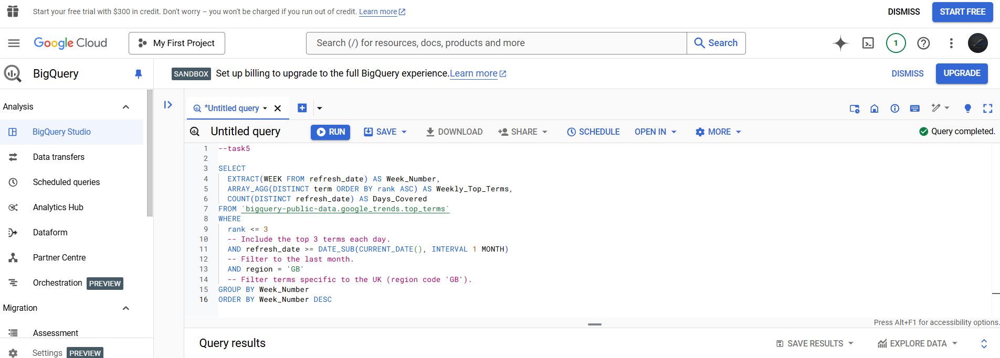 Start your free trial with $300 in credit. Don't worry – you won't be charged if you run out of credit. Learn more
DISMISS
START FREE
Google Cloud
My First Project
Search (/) for resources, docs, products and more
Search
1
BigQuery
SANDBOX Set up billing to upgrade to the full BigQuery experience.Learn more
DISMISS
UPGRADE
Analysis
BigQuery Studio
Data transfers
Scheduled queries
Analytics Hub
Dataform
Partner Centre
Orchestration PREVIEW
Migration
Assessment
Settings PREVIEW
*Untitled query
Untitled query
RUN
SAVE
DOWNLOAD
SHARE
SCHEDULE
OPEN IN
MORE
Query completed.
1 --task5
2
3 SELECT
4 EXTRACT(WEEK FROM refresh_date) AS Week_Number,
5 ARRAY_AGG(DISTINCT term ORDER BY rank ASC) AS Weekly_Top_Terms,
6 COUNT(DISTINCT refresh_date) AS Days_Covered
7 FROM `bigquery-public-data.google_trends.top_terms`
8 WHERE
9 rank <= 3
10 -- Include the top 3 terms each day.
11 AND refresh_date >= DATE_SUB(CURRENT_DATE(), INTERVAL 1 MONTH)
12 -- Filter to the last month.
13 AND region = 'GB'
14 -- Filter terms specific to the UK (region code 'GB').
15 GROUP BY Week_Number
16 ORDER BY Week_Number DESC
Press Alt+F1 for accessibility options.
Query results
SAVE RESULTS
EXPLORE DATA